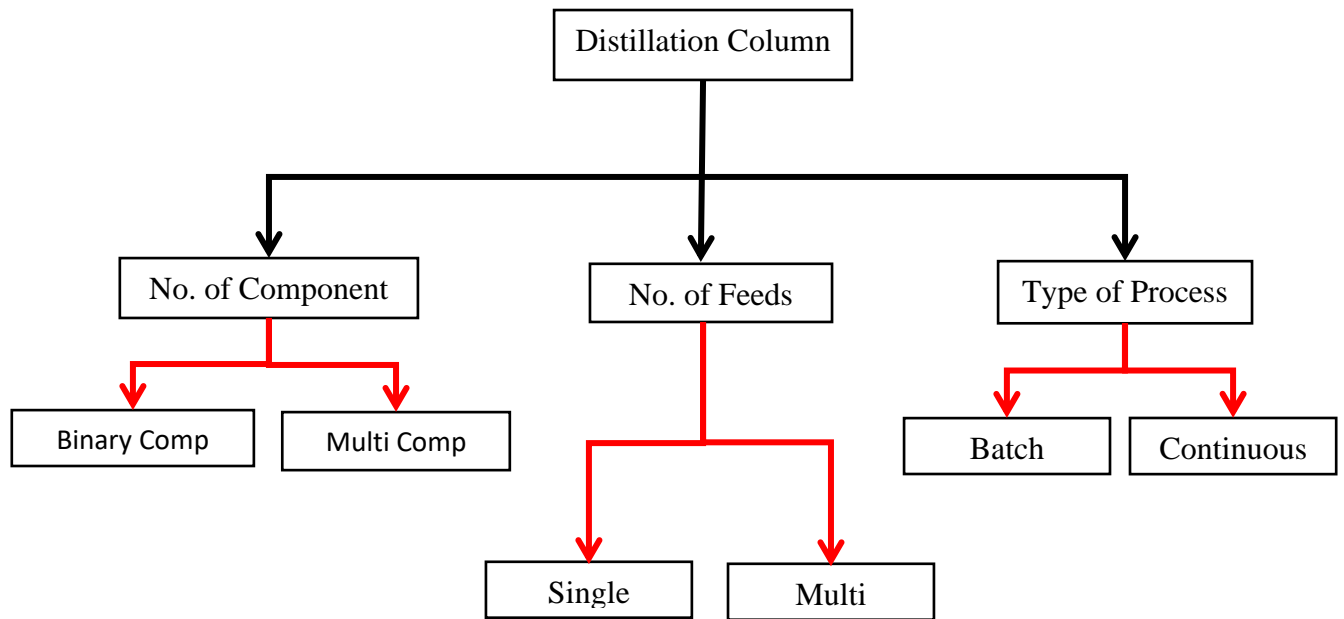 Distillation Column
No. of Component
No. of Feeds
Type of Process
Binary Comp
Multi Comp
Batch
Continuous
Single
Multi